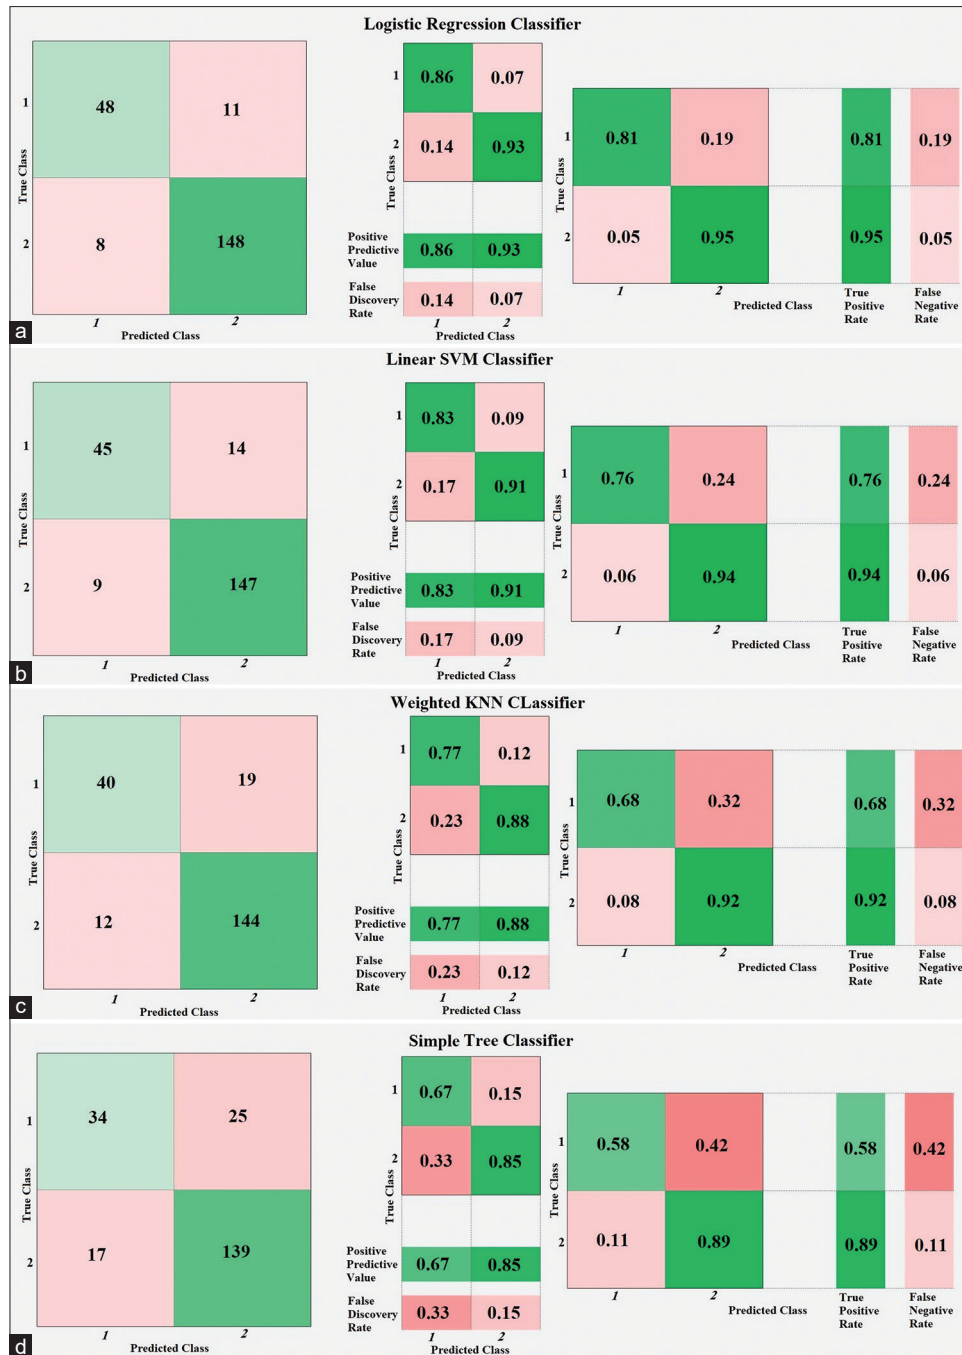 Logistic Regression Classifier
1
48
11
True Class
2
8
148
1
2
Predicted Class
1
0.86
0.07
2
0.14
0.93
True Class
Positive
Predictive
Value
0.86
0.93
False
Discovery
Rate
0.14
0.07
1
2
Predicted Class
1
0.81
0.19
0.81
0.19
2
0.05
0.95
0.95
0.05
1
2
Predicted Class
True
Positive
Rate
False
Negative
Rate
a
Linear SVM Classifier
1
45
14
True Class
2
9
147
1
2
Predicted Class
1
0.83
0.09
2
0.17
0.91
True Class
Positive
Predictive
Value
0.83
0.91
False
Discovery
Rate
0.17
0.09
1
2
Predicted Class
1
0.76
0.24
0.76
0.24
2
0.06
0.94
0.94
0.06
1
2
Predicted Class
True
Positive
Rate
False
Negative
Rate
b
Weighted KNN CLassifier
1
40
19
True Class
2
12
144
1
2
Predicted Class
1
0.77
0.12
2
0.23
0.88
True Class
Positive
Predictive
Value
0.77
0.88
False
Discovery
Rate
0.23
0.12
1
2
Predicted Class
1
0.68
0.32
0.68
0.32
2
0.08
0.92
0.92
0.08
1
2
Predicted Class
True
Positive
Rate
False
Negative
Rate
c
Simple Tree Classifier
1
34
25
True Class
2
17
139
1
2
Predicted Class
1
0.67
0.15
2
0.33
0.85
True Class
Positive
Predictive
Value
0.67
0.85
False
Discovery
Rate
0.33
0.15
1
2
Predicted Class
1
0.58
0.42
0.58
0.42
2
0.11
0.89
0.89
0.11
1
2
Predicted Class
True
Positive
Rate
False
Negative
Rate
d